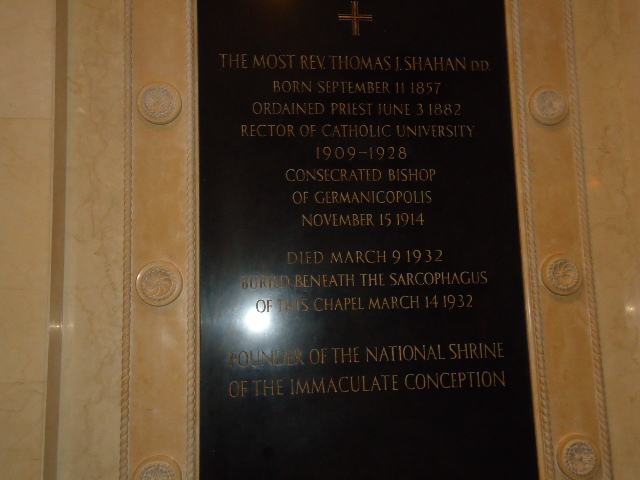 THE MOST REV. THOMAS J. SHAHAN D.D.
BORN SEPTEMBER 11 1857
ORDAINED PRIEST JUNE 3 1882
RECTOR OF CATHOLIC UNIVERSITY
1909–1928
CONSECRATED BISHOP
OF GERMANICOPOLIS
NOVEMBER 15 1914
DIED MARCH 9 1932
BURIED BENEATH THE SARCOPHAGUS
OF THIS CHAPEL MARCH 14 1932
FOUNDER OF THE NATIONAL SHRINE
OF THE IMMACULATE CONCEPTION